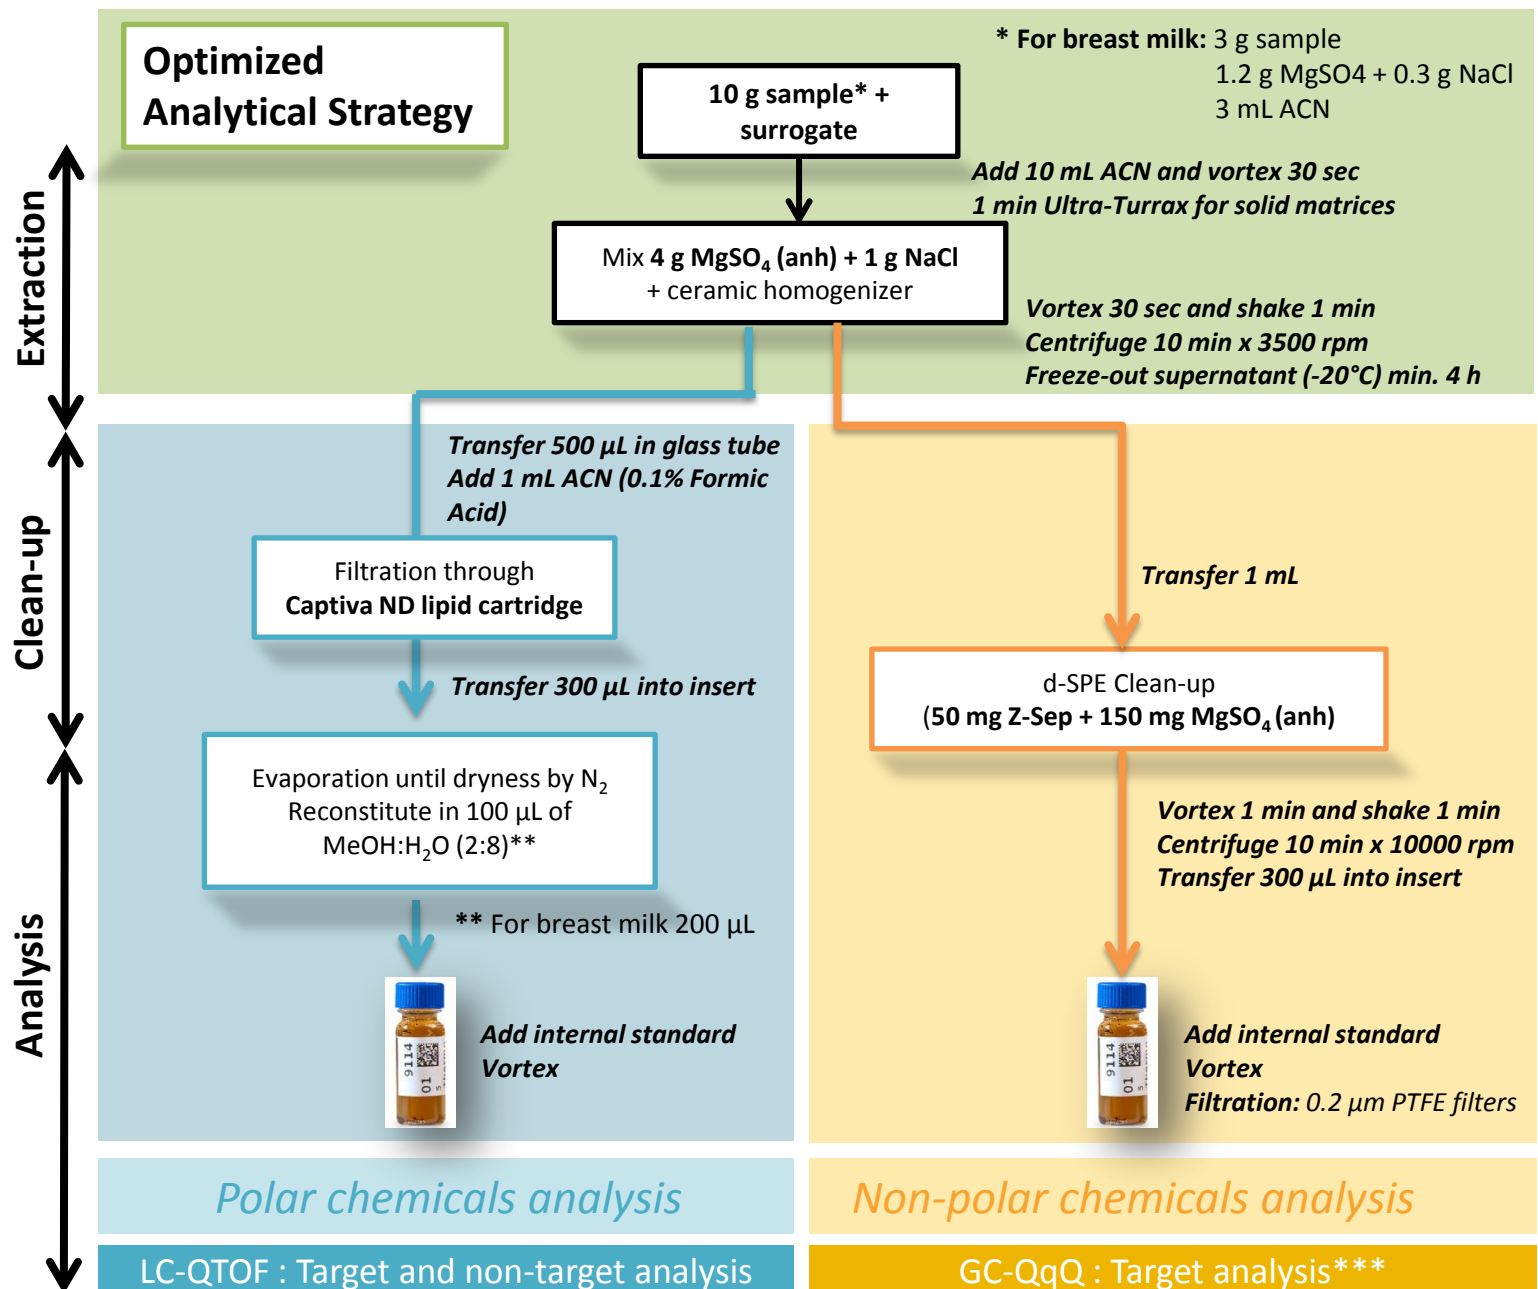 Optimized
Analytical Strategy
* For breast milk: 3 g sample
1.2 g MgSO4 + 0.3 g NaCl
3 mL ACN
10 g sample* +
surrogate
Add 10 mL ACN and vortex 30 sec
1 min Ultra-Turrax for solid matrices
Mix 4 g MgSO₄ (anh) + 1 g NaCl
+ ceramic homogenizer
Vortex 30 sec and shake 1 min
Centrifuge 10 min x 3500 rpm
Freeze-out supernatant (-20°C) min. 4 h
Extraction
Transfer 500 µL in glass tube
Add 1 mL ACN (0.1% Formic
Acid)
Filtration through
Captiva ND lipid cartridge
Transfer 300 µL into insert
Clean-up
Transfer 1 mL
d-SPE Clean-up
(50 mg Z-Sep + 150 mg MgSO₄ (anh)
Evaporation until dryness by N₂
Reconstitute in 100 µL of
MeOH:H₂O (2:8)**
** For breast milk 200 µL
Vortex 1 min and shake 1 min
Centrifuge 10 min x 10000 rpm
Transfer 300 µL into insert
Analysis
9114
01
5
Add internal standard
Vortex
9114
01
5
Add internal standard
Vortex
Filtration: 0.2 µm PTFE filters
Polar chemicals analysis
Non-polar chemicals analysis
LC-QTOF : Target and non-target analysis
GC-QqQ : Target analysis***